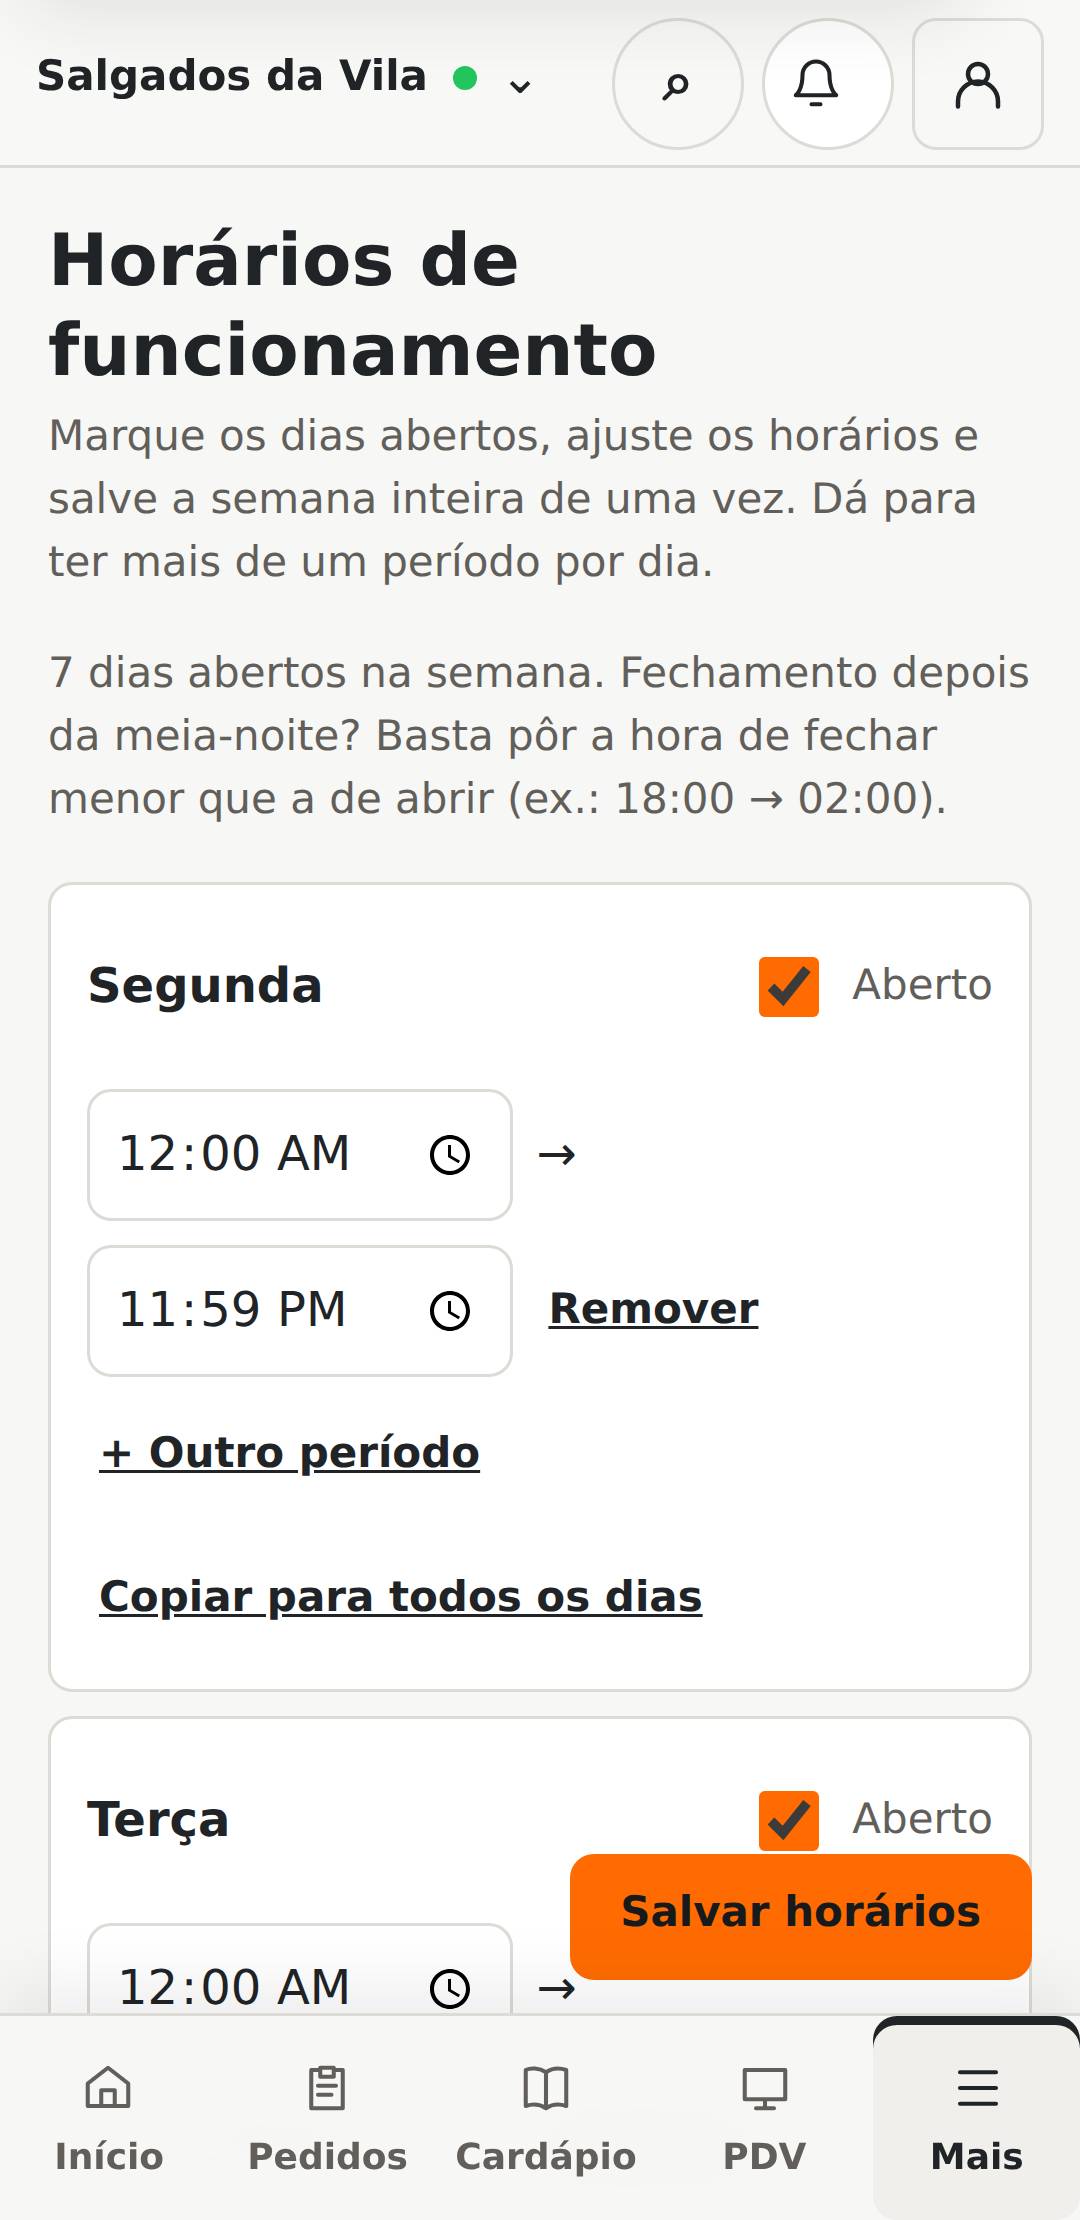 Salgados da Vila
Horários de
funcionamento
Marque os dias abertos, ajuste os horários e
salve a semana inteira de uma vez. Dá para
ter mais de um período por dia.
7 dias abertos na semana. Fechamento depois
da meia-noite? Basta pôr a hora de fechar
menor que a de abrir (ex.: 18:00 → 02:00).
Segunda
Aberto
12:00 AM →
11:59 PM
Remover
+ Outro período
Copiar para todos os dias
Terça
Aberto
Salvar horários
12:00 AM →
Início
Pedidos
Cardápio
PDV
Mais